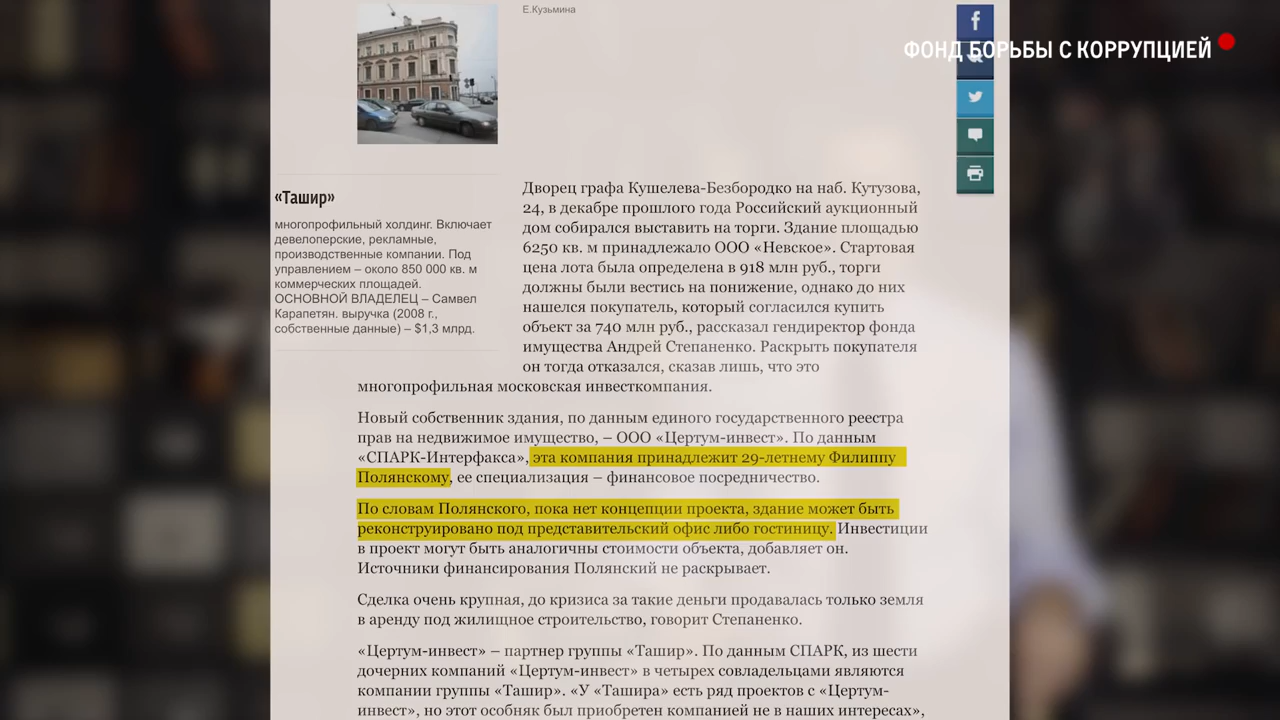 Е.Кузьмина
ФОНД БОРЬБЫ С КОРРУПЦИЕЙ
«Ташир»
многопрофильный холдинг. Включает
девелоперские, рекламные,
производственные компании. Под
управлением – около 850 000 кв. м
коммерческих площадей.
ОСНОВНОЙ ВЛАДЕЛЕЦ – Самвел
Карапетян. выручка (2008 г.,
собственные данные) – $1,3 млрд.
Дворец графа Кушелева-Безбородко на наб. Кутузова,
24, в декабре прошлого года Российский аукционный
дом собирался выставить на торги. Здание площадью
6250 кв. м принадлежало ООО «Невское». Стартовая
цена лота была определена в 918 млн руб., торги
должны были вестись на понижение, однако до них
нашелся покупатель, который согласился купить
объект за 740 млн руб., рассказал гендиректор фонда
имущества Андрей Степаненко. Раскрыть покупателя
он тогда отказался, сказав лишь, что это
многопрофильная московская инвесткомпания.
Новый собственник здания, по данным единого государственного реестра
прав на недвижимое имущество, – ООО «Цертум-инвест». По данным
«СПАРК-Интерфакса», эта компания принадлежит 29-летнему Филиппу
Полянскому, ее специализация – финансовое посредничество.
По словам Полянского, пока нет концепции проекта, здание может быть
реконструировано под представительский офис либо гостиницу. Инвестиции
в проект могут быть аналогичны стоимости объекта, добавляет он.
Источники финансирования Полянский не раскрывает.
Сделка очень крупная, до кризиса за такие деньги продавалась только земля
в аренду под жилищное строительство, говорит Степаненко.
«Цертум-инвест» – партнер группы «Ташир». По данным СПАРК, из шести
дочерних компаний «Цертум-инвест» в четырех совладельцами являются
компании группы «Ташир». «У «Ташира» есть ряд проектов с «Цертум-
инвест», но этот особняк был приобретен компанией не в наших интересах»,